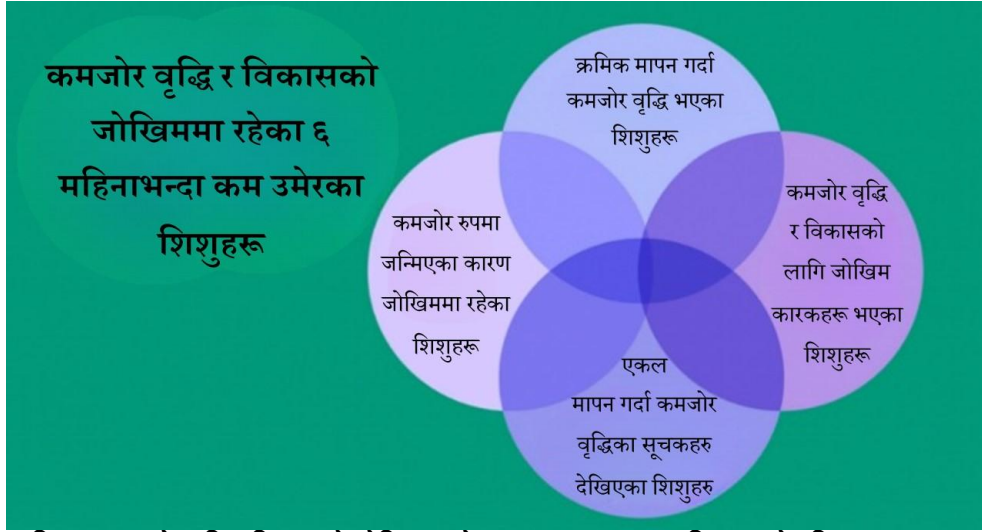 कमजोर वृद्धि र विकासको
जोखिममा रहेका ६
महिनाभन्दा कम उमेरका
शिशुहरू
क्रमिक मापन गर्दा
कमजोर वृद्धि भएका
शिशुहरू
कमजोर रुपमा
जन्मिएका कारण
जोखिममा रहेका
शिशुहरू
कमजोर वृद्धि
र विकासको
लागि जोखिम
कारकहरू भएका
शिशुहरू
एकल
मापन गर्दा कमजोर
वृद्धिका सूचकहरु
देखिएका शिशुहरु